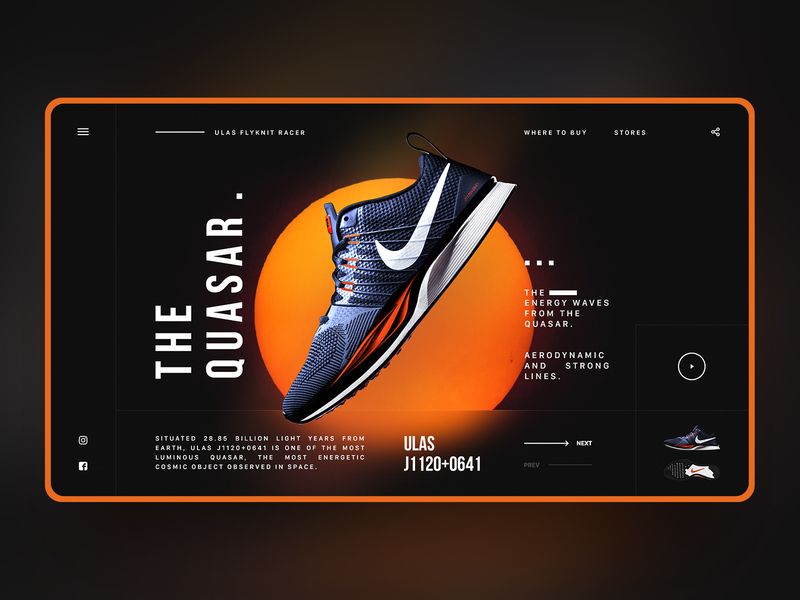 ULAS FLYKNIT RACER
WHERE TO BUY
STORES
THE
QUASAR.
...
THE
ENERGY WAVES
FROM THE
QUASAR.
AERODYNAMIC
AND STRONG
LINES.
SITUATED 28.85 BILLION LIGHT YEARS FROM
EARTH, ULAS J1120+0641 IS ONE OF THE MOST
LUMINOUS QUASAR, THE MOST ENERGETIC
COSMIC OBJECT OBSERVED IN SPACE.
ULAS
J1120+0641
NEXT
PREV